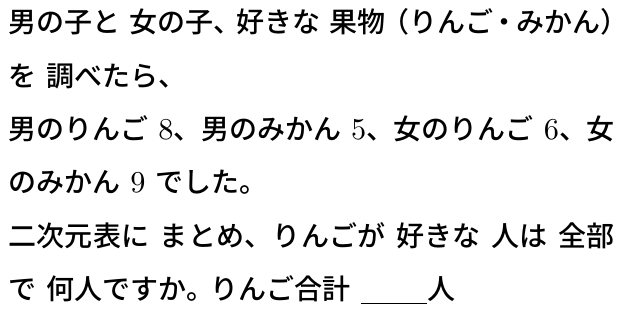 男の子と 女の子、好きな 果物（りんご・みかん）
を 調べたら、
男のりんご 8、男のみかん 5、女のりんご 6、女
のみかん 9 でした。
二次元表に まとめ、りんごが 好きな 人は 全部
で 何人ですか。りんご合計 _____人